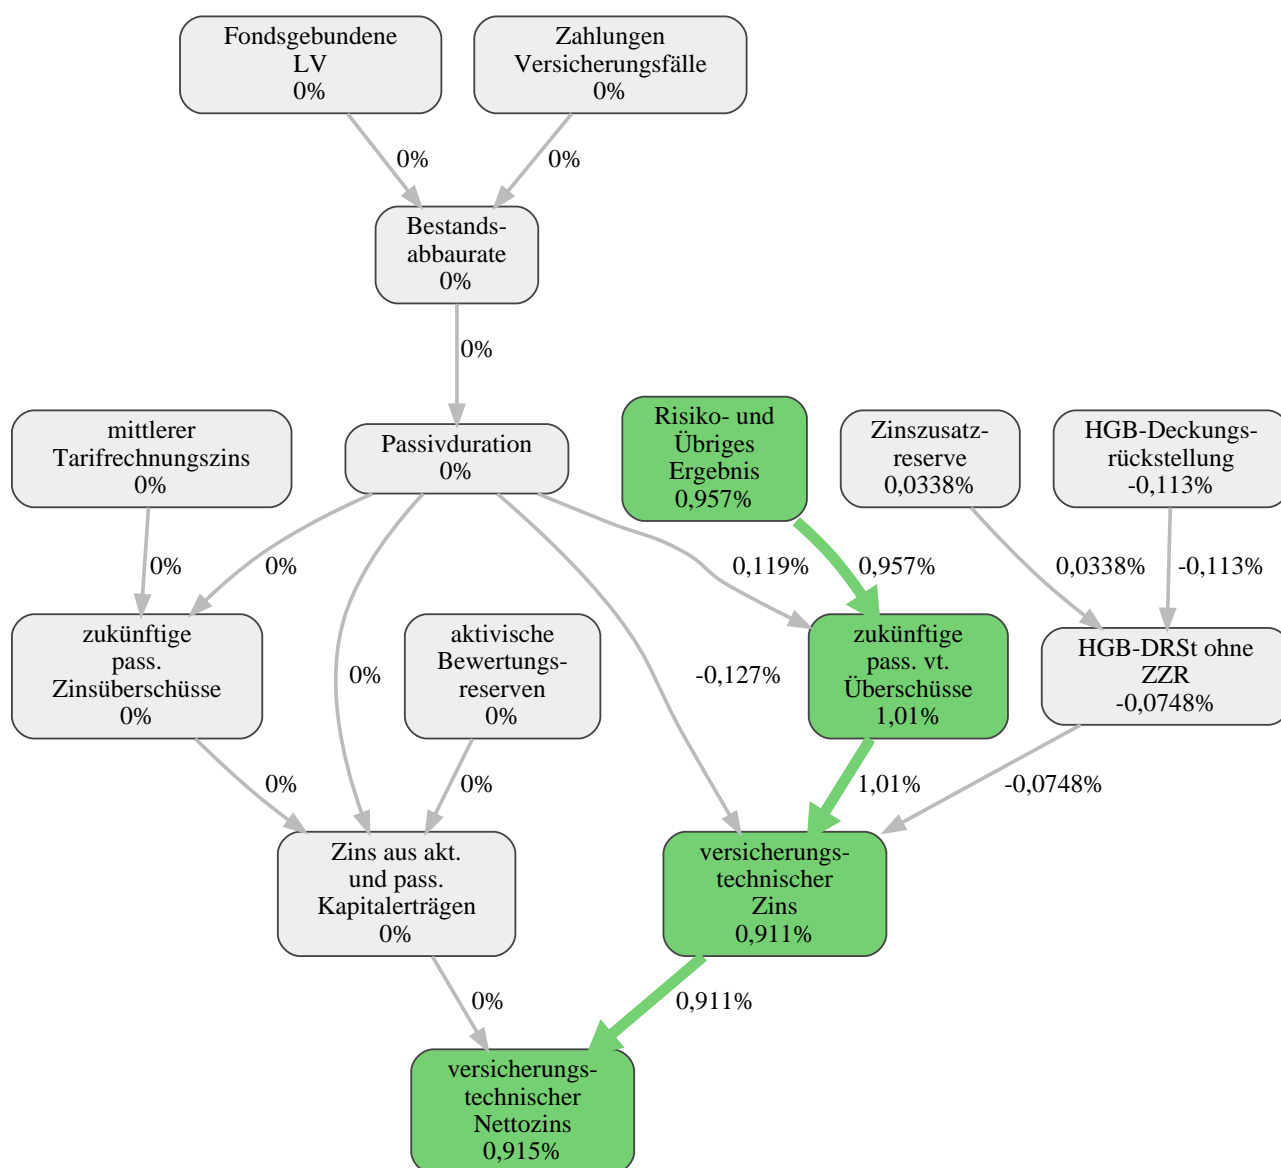 Fondsgebundene
LV
0%
Zahlungen
Versicherungsfälle
0%
0%
0%
Bestands-
abbaurate
0%
0%
mittlerer
Tarifrechnungszins
0%
Passivduration
0%
Risiko- und
Übriges
Ergebnis
0,957%
Zinszusatz-
reserve
0,0338%
HGB-Deckungs-
rückstellung
-0,113%
0%
0%
0,119%
0,957%
0,0338%
-0,113%
zukünftige
pass.
Zinsüberschüsse
0%
0%
aktivische
Bewertungs-
reserven
0%
-0,127%
zukünftige
pass. vt.
Überschüsse
1,01%
HGB-DRSt ohne
ZZR
-0,0748%
0%
0%
1,01%
-0,0748%
Zins aus akt.
und pass.
Kapitalerträgen
0%
versicherungs-
technischer
Zins
0,911%
0%
0,911%
versicherungs-
technischer
Nettozins
0,915%